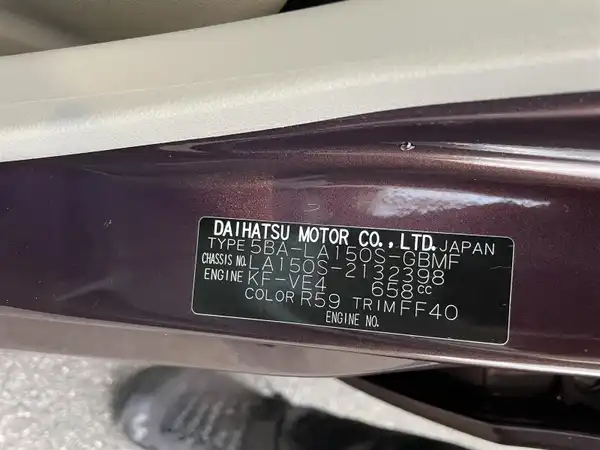 DAIHATSU MOTOR CO.,LTD. JAPAN
TYPE 5BA-LA150S-GBMF
CHASSIS NO. LA150S-2132398
ENGINE KF-VE4 658cc
COLOR R59 TRIM FF40
ENGINE NO.